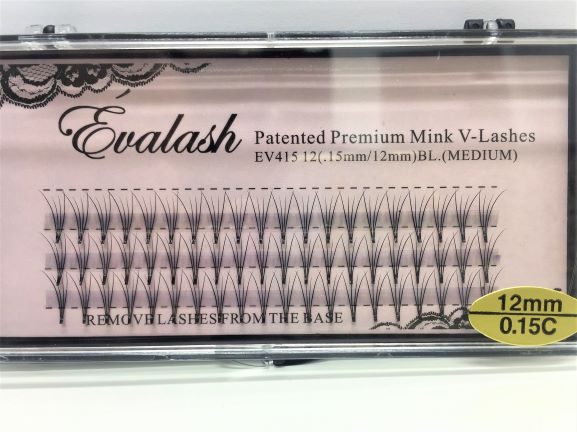 Evalash
Patented Premium Mink V-Lashes
EV415 12(.15mm/12mm)BL.(MEDIUM)
REMOVE LASHES FROM THE BASE
12mm
0.15C